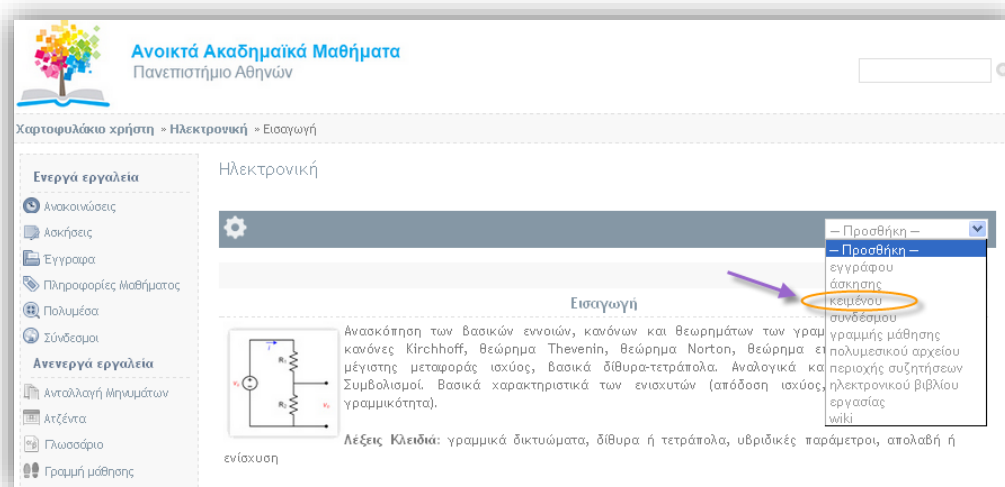 Ανοικτά Ακαδημαϊκά Μαθήματα
Πανεπιστήμιο Αθηνών
Χαρτοφυλάκιο χρήστη » Ηλεκτρονική » Εισαγωγή
Ενεργά εργαλεία
Ανακοινώσεις
Ασκήσεις
Έγγραφα
Πληροφορίες Μαθήματος
Πολυμέσα
Σύνδεσμοι
Ανενεργά εργαλεία
Ανταλλαγή Μηνυμάτων
Ατζέντα
Γλωσσάριο
Γραμμή μάθησης
Ηλεκτρονική
— Προσθήκη —
— Προσθήκη —
εγγράφου
άσκησης
κειμένου
συνδέσμου
γραμμής μάθησης
πολυμεσικού αρχείου
περιοχής συζητήσεων
ηλεκτρονικού βιβλίου
εργασίας
wiki
Εισαγωγή
Ανασκόπηση των βασικών εννοιών, κανόνων και θεωρημάτων των γραμ
κανόνες Kirchhoff, θεώρημα Thevenin, θεώρημα Norton, θεώρημα
μέγιστης μεταφοράς ισχύος, βασικά δίθυρα-τετράπολα. Αναλογικά κα
Συμβολισμοί. Βασικά χαρακτηριστικά των ενισχυτών (απόδοση ισχύος,
γραμμικότητα).
Λέξεις Κλειδιά: γραμμικά δικτυώματα, δίθυρα ή τετράπολα, υβριδικές παράμετροι, απολαβή ή
ενίσχυση
R₁
R₂